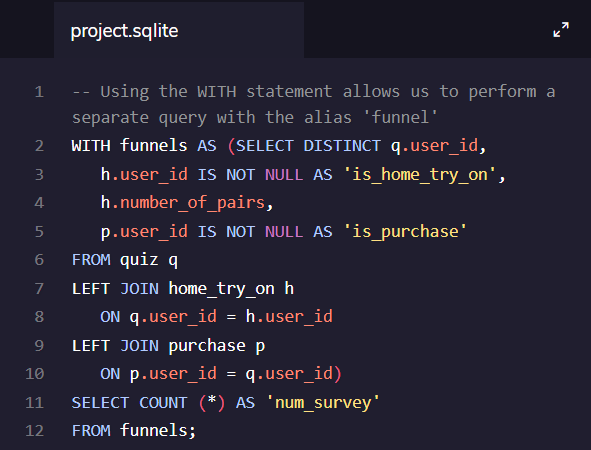 project.sqlite
1 -- Using the WITH statement allows us to perform a
separate query with the alias 'funnel'
2 WITH funnels AS (SELECT DISTINCT q.user_id,
3 h.user_id IS NOT NULL AS 'is_home_try_on',
4 h.number_of_pairs,
5 p.user_id IS NOT NULL AS 'is_purchase'
6 FROM quiz q
7 LEFT JOIN home_try_on h
8 ON q.user_id = h.user_id
9 LEFT JOIN purchase p
10 ON p.user_id = q.user_id)
11 SELECT COUNT (*) AS 'num_survey'
12 FROM funnels;